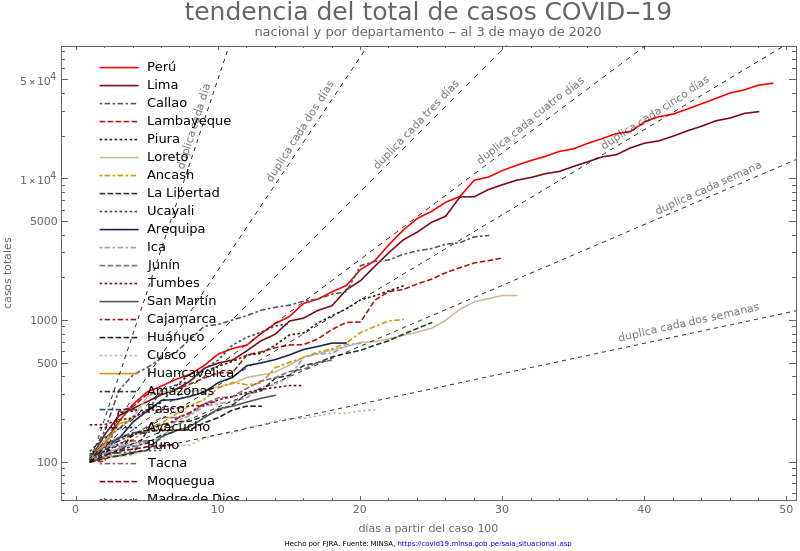 tendencia del total de casos COVID−19
nacional y por departamento − al 3 de mayo de 2020
casos totales
5×10⁴
1×10⁴
5000
1000
500
100
Perú
Lima
Callao
Lambayeque
Piura
Loreto
Ancash
La Libertad
Ucayali
Arequipa
Ica
Junín
Tumbes
San Martín
Cajamarca
Huánuco
Cusco
Huancavelica
Amazonas
Pasco
Ayacucho
Puno
Tacna
Moquegua
Madre de Dios
duplica cada día
duplica cada dos días
duplica cada tres días
duplica cada cuatro días
duplica cada cinco días
duplica cada semana
duplica cada dos semanas
0 10 20 30 40 50
días a partir del caso 100
Hecho por FJRA. Fuente: MINSA, https://covid19.minsa.gob.pe/sala_situacional.asp